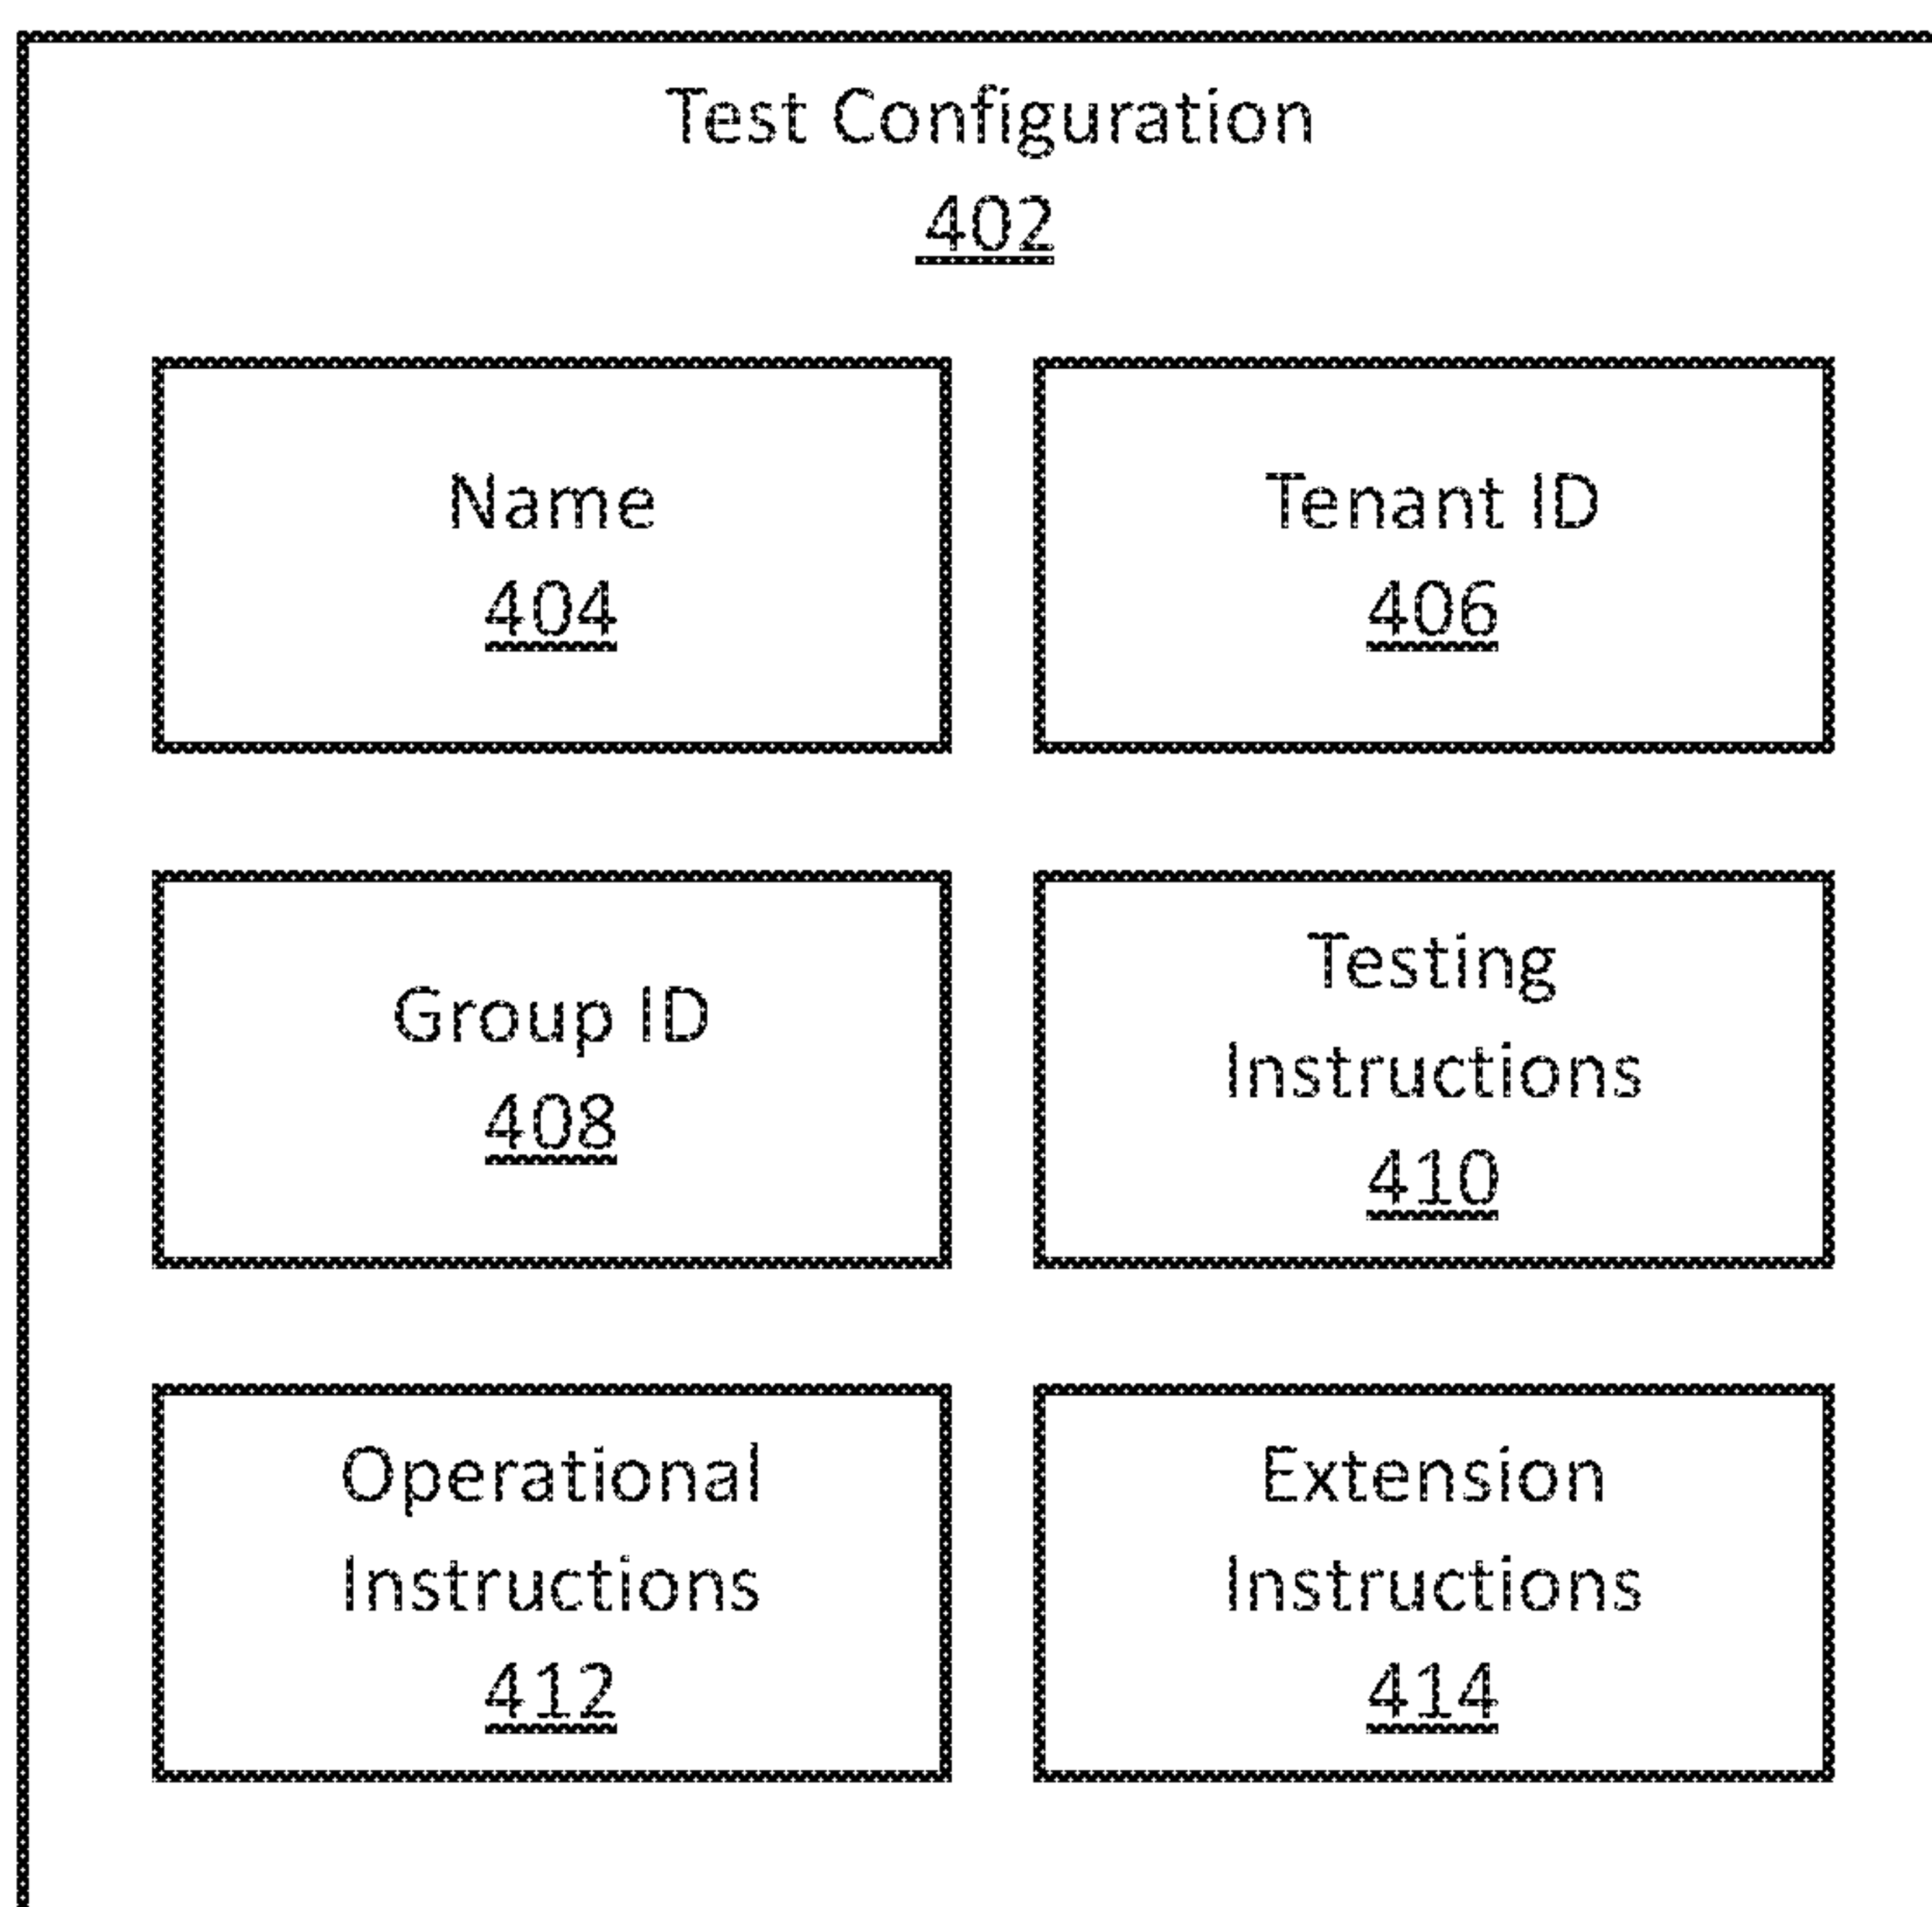 Test Configuration
402
Name
404
Tenant ID
406
Group ID
408
Testing
Instructions
410
Operational
Instructions
412
Extension
Instructions
414